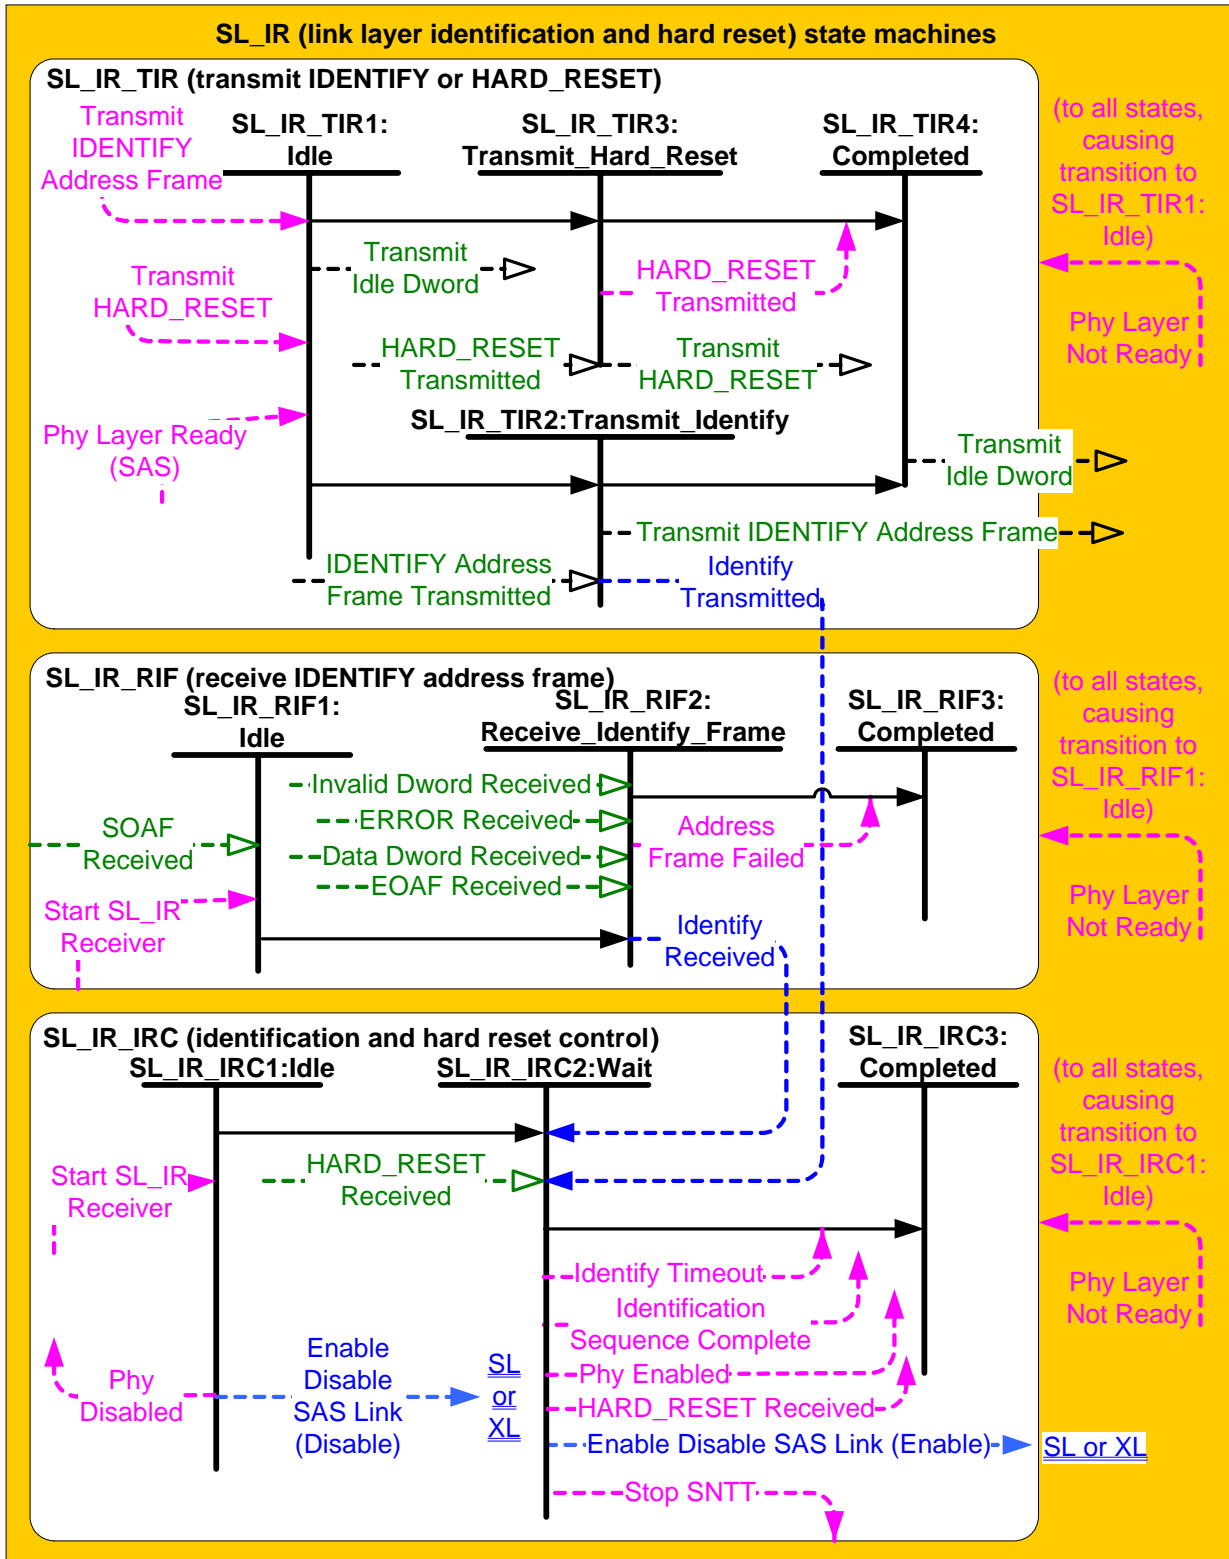 SL_IR (link layer identification and hard reset) state machines
SL_IR_TIR (transmit IDENTIFY or HARD_RESET)
Transmit
IDENTIFY
Address Frame
SL_IR_TIR1:
Idle
SL_IR_TIR3:
Transmit_Hard_Reset
SL_IR_TIR4:
Completed
(to all states,
causing
transition to
SL_IR_TIR1:
Idle)
Transmit
Idle Dword
HARD_RESET
Transmitted
Transmit
HARD_RESET
HARD_RESET
Transmitted
Transmit
HARD_RESET
Phy Layer
Not Ready
SL_IR_TIR2:Transmit_Identify
Phy Layer Ready
(SAS)
Transmit
Idle Dword
Transmit IDENTIFY Address Frame
IDENTIFY Address
Frame Transmitted
Identify
Transmitted
SL_IR_RIF (receive IDENTIFY address frame)
SL_IR_RIF1:
Idle
SL_IR_RIF2:
Receive_Identify_Frame
SL_IR_RIF3:
Completed
(to all states,
causing
transition to
SL_IR_RIF1:
Idle)
Invalid Dword Received
ERROR Received
Data Dword Received
EOAF Received
SOAF
Received
Address
Frame Failed
Start SL_IR
Receiver
Identify
Received
Phy Layer
Not Ready
SL_IR_IRC (identification and hard reset control)
SL_IR_IRC1:Idle
SL_IR_IRC2:Wait
SL_IR_IRC3:
Completed
(to all states,
causing
transition to
SL_IR_IRC1:
Idle)
Start SL_IR
Receiver
HARD_RESET
Received
Identify Timeout
Identification
Sequence Complete
Phy Layer
Not Ready
Phy
Disabled
Enable
Disable
SAS Link
(Disable)
SL
or
XL
Phy Enabled
HARD_RESET Received
Enable Disable SAS Link (Enable)
SL or XL
Stop SNTT